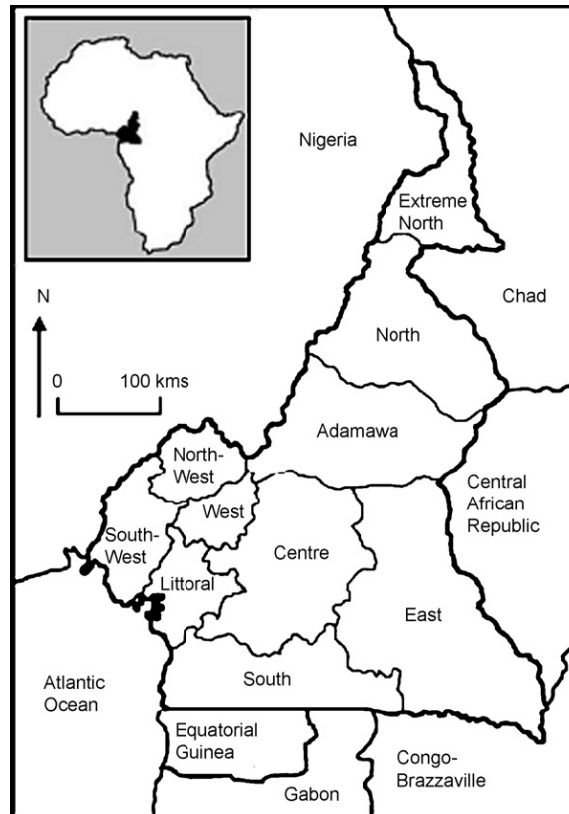 Nigeria
Extreme
North
N
Chad
North
0 100 kms
Adamawa
North-
West
Central
African
Republic
West
South-
West
Centre
Littoral
East
Atlantic
Ocean
South
Equatorial
Guinea
Congo-
Brazzaville
Gabon